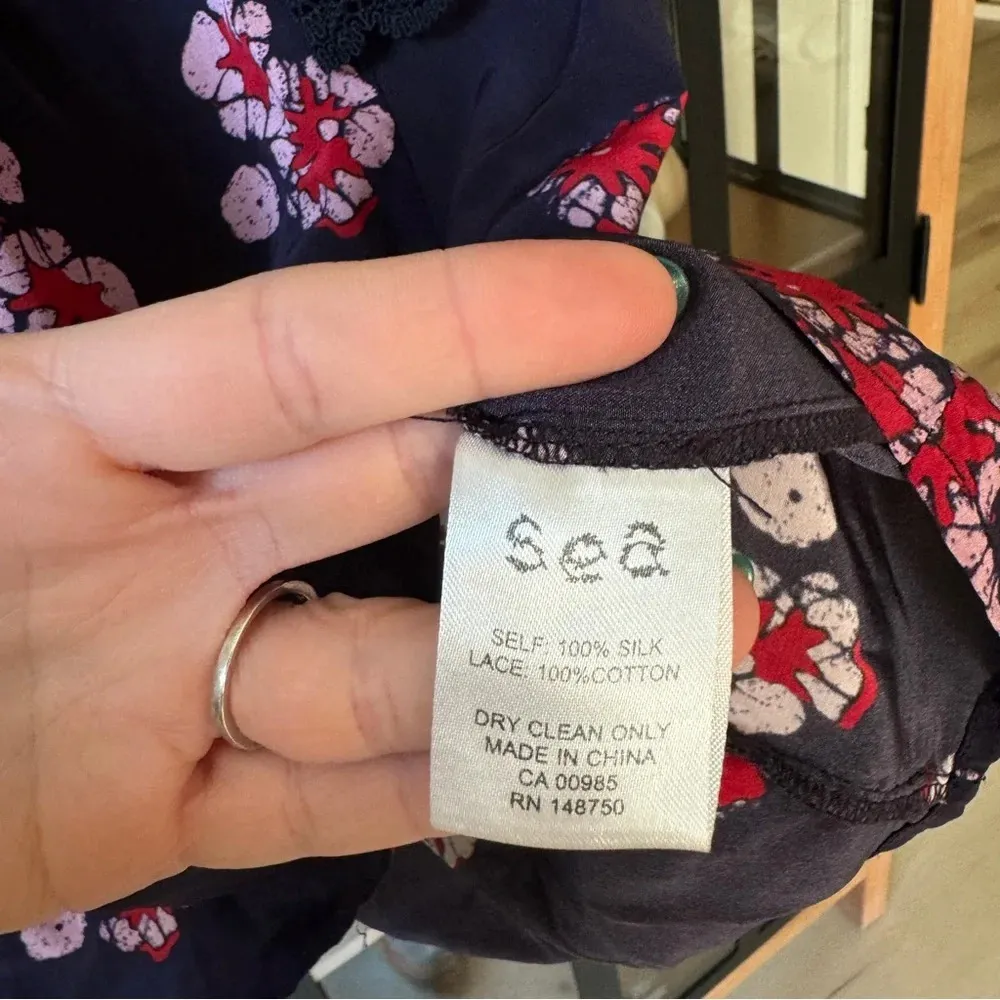 sea
SELF: 100% SILK
LACE: 100%COTTON
DRY CLEAN ONLY
MADE IN CHINA
CA 00985
RN 148750